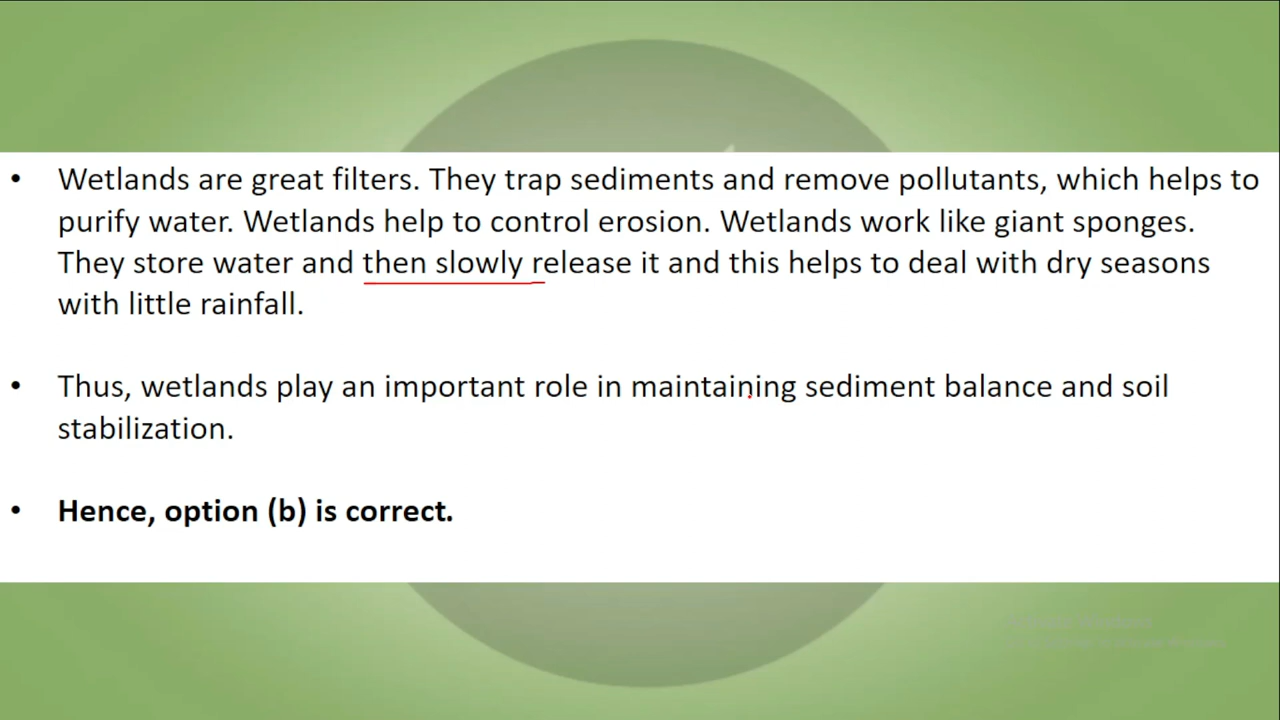 • Wetlands are great filters. They trap sediments and remove pollutants, which helps to
purify water. Wetlands help to control erosion. Wetlands work like giant sponges.
They store water and then slowly release it and this helps to deal with dry seasons
with little rainfall.
• Thus, wetlands play an important role in maintaining sediment balance and soil
stabilization.
• Hence, option (b) is correct.